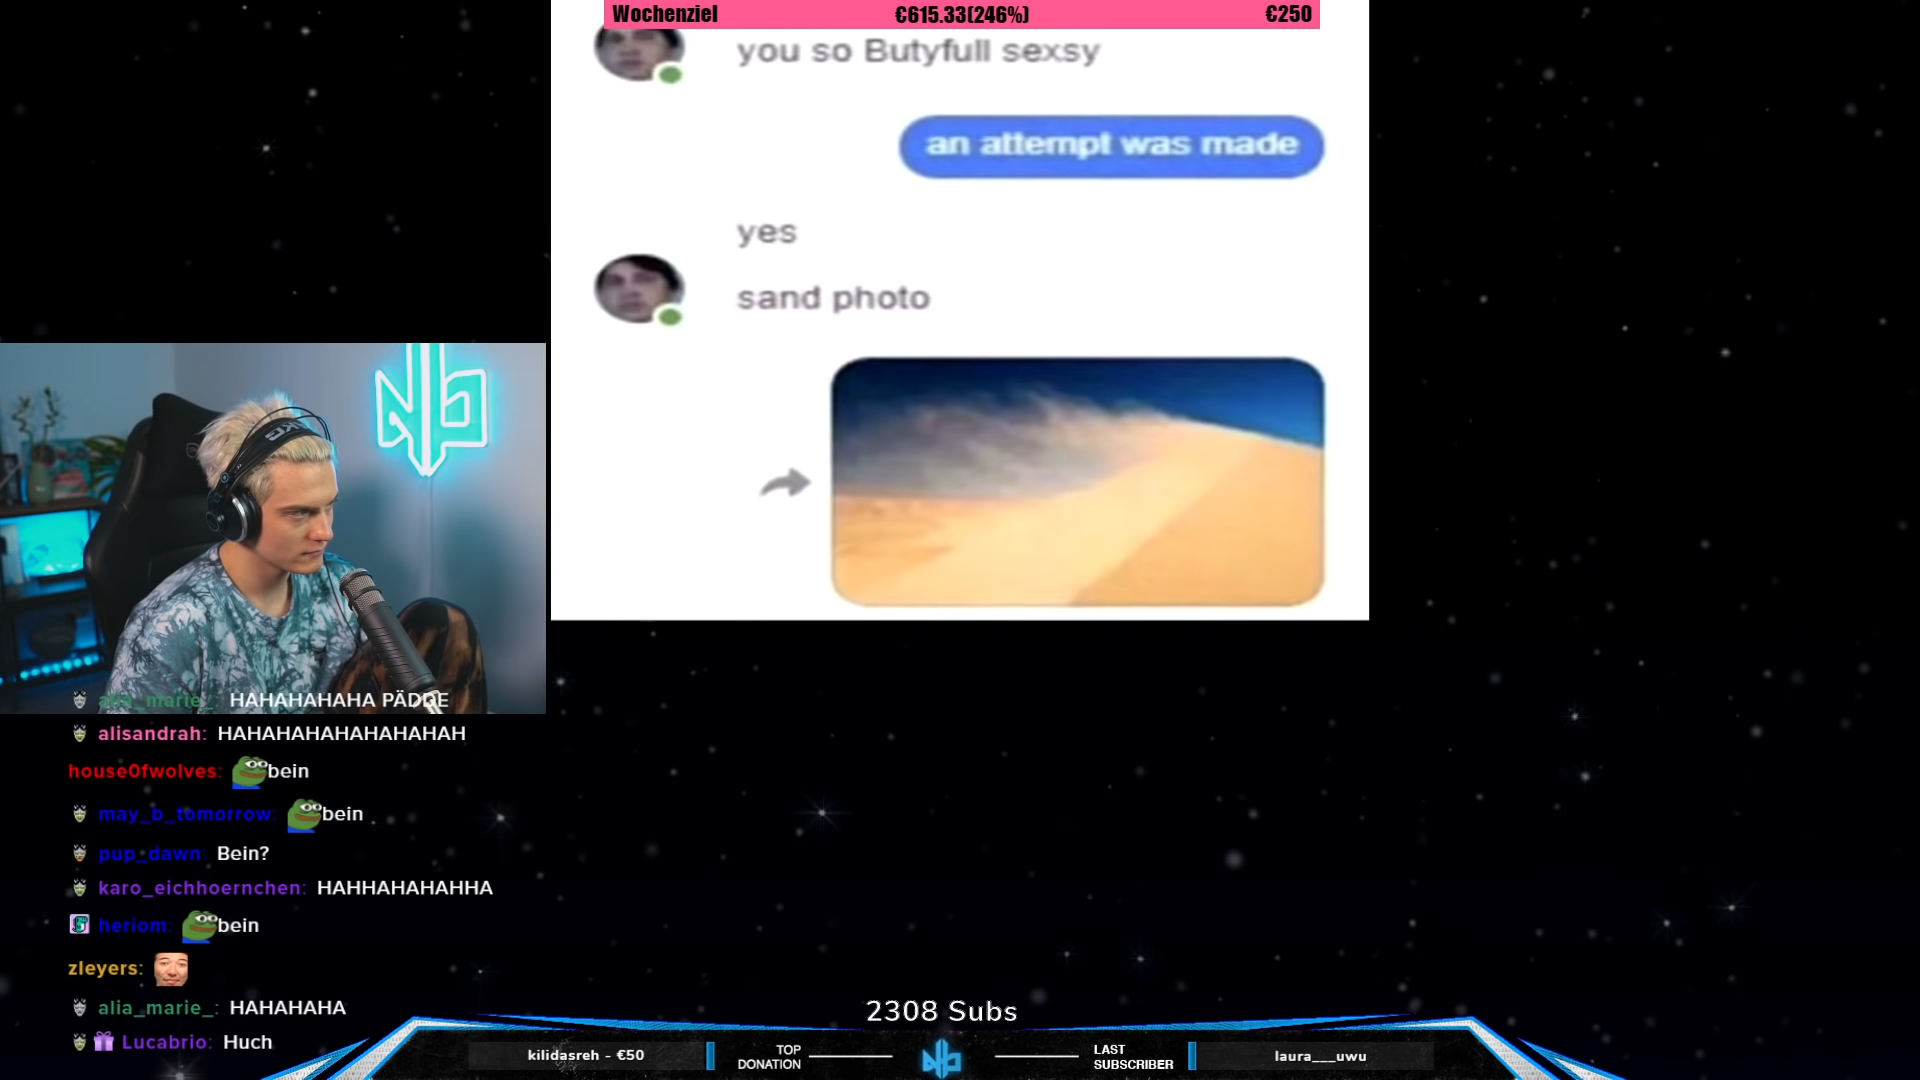 Wochenziel €615.33(246%) €250
you so Butyfull sexsy
an attempt was made
yes
sand photo
alia_marie_: HAHAHAHAHA PÄDDE
alisandrah: HAHAHAHAHAHAHAHAH
house0fwolves: bein
may_b_tomorrow: bein
pup_dawn: Bein?
karo_eichhoernchen: HAHHAHAHAHHA
heriom: bein
zleyers:
alia_marie_: HAHAHAHA
Lucabrio: Huch
2308 Subs
kilidasreh - €50
TOP
DONATION
LAST
SUBSCRIBER
laura___uwu